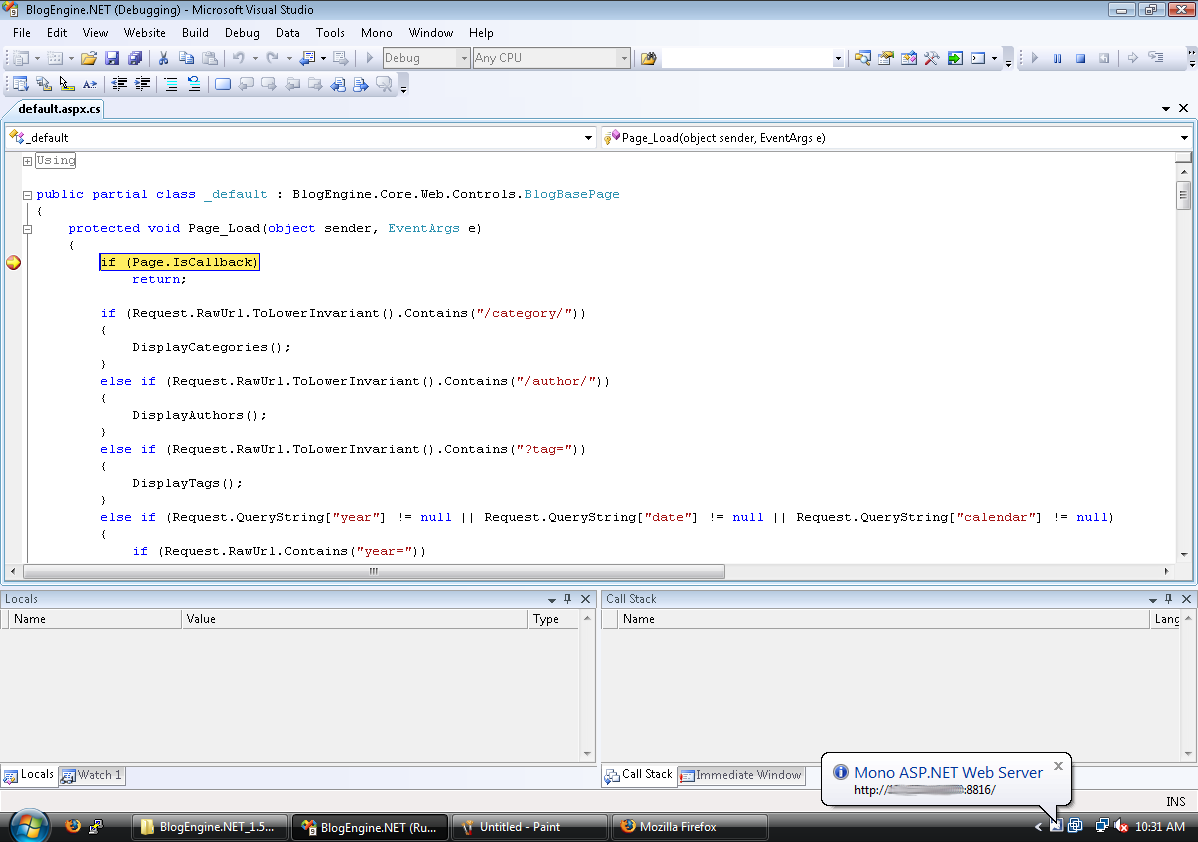 BlogEngine.NET (Debugging) - Microsoft Visual Studio
File Edit View Website Build Debug Data Tools Mono Window Help
Debug Any CPU
default.aspx.cs
_default Page_Load(object sender, EventArgs e)
Using
public partial class _default : BlogEngine.Core.Web.Controls.BlogBasePage
{
protected void Page_Load(object sender, EventArgs e)
{
if (Page.IsCallback)
return;
if (Request.RawUrl.ToLowerInvariant().Contains("/category/"))
{
DisplayCategories();
}
else if (Request.RawUrl.ToLowerInvariant().Contains("/author/"))
{
DisplayAuthors();
}
else if (Request.RawUrl.ToLowerInvariant().Contains("?tag="))
{
DisplayTags();
}
else if (Request.QueryString["year"] != null || Request.QueryString["date"] != null || Request.QueryString["calendar"] != null)
{
if (Request.RawUrl.Contains("year="))
Locals Call Stack
Name Value Type Name Lang
Locals Watch 1 Call Stack Immediate Window
Mono ASP.NET Web Server
http:// :8816/
INS
BlogEngine.NET_1.5... BlogEngine.NET (Ru... Untitled - Paint Mozilla Firefox 10:31 AM